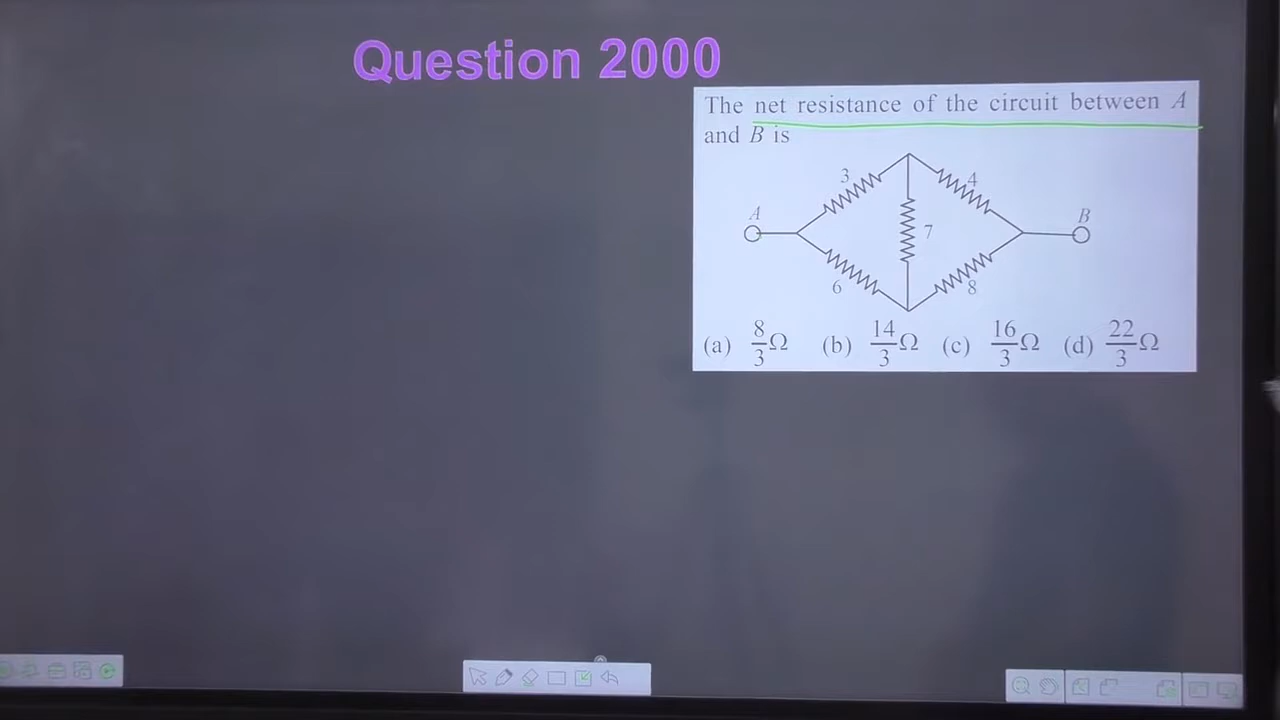 Question 2000
The net resistance of the circuit between A
and B is
3
4
A
B
7
6
8
(a) 8/3 Ω (b) 14/3 Ω (c) 16/3 Ω (d) 22/3 Ω